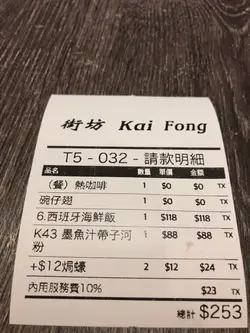 街坊 Kai Fong
T5 - 032 - 請款明細
品名 數量 單價 金額
（餐）熱咖啡 1 $0 $0 TX
碗仔翅 1 $0 $0 TX
6.西班牙海鮮飯 1 $118 $118 TX
K43 墨魚汁帶子河粉 1 $88 $88 TX
+$12焗蠔 2 $12 $24 TX
內用服務費10% $23 TX
總計 $253